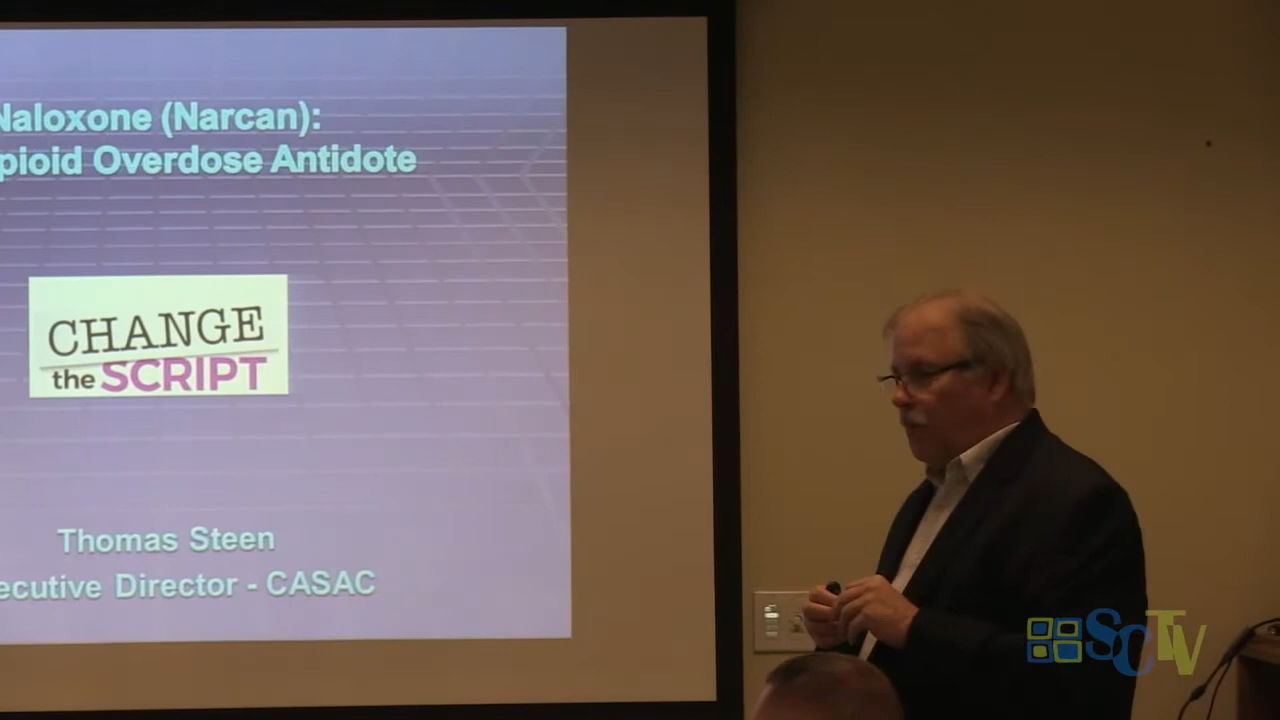 Naloxone (Narcan):
pioid Overdose Antidote
CHANGE
the SCRIPT
Thomas Steen
ecutive Director - CASAC
SCTV